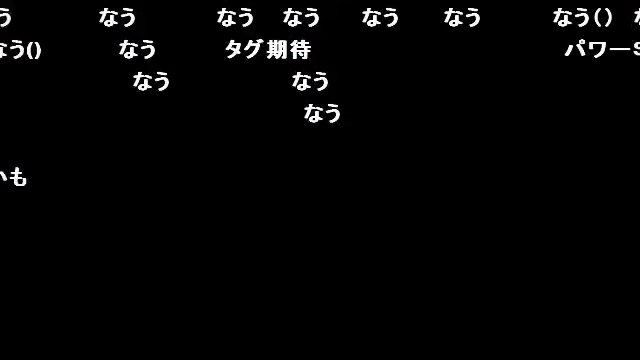 う なう なう なう なう なう なう()
なう() なう タグ期待 パワーS
なう なう
なう
いも